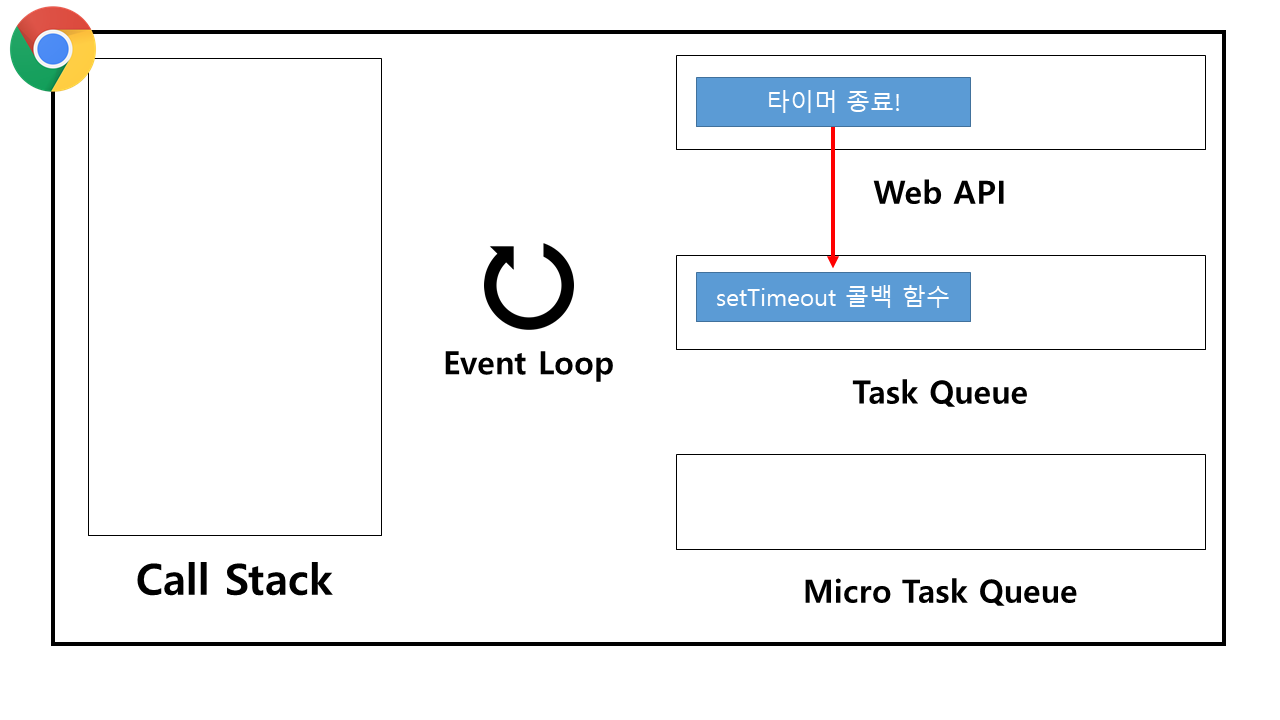 타이머 종료!
Web API
setTimeout 콜백 함수
Event Loop
Task Queue
Call Stack
Micro Task Queue